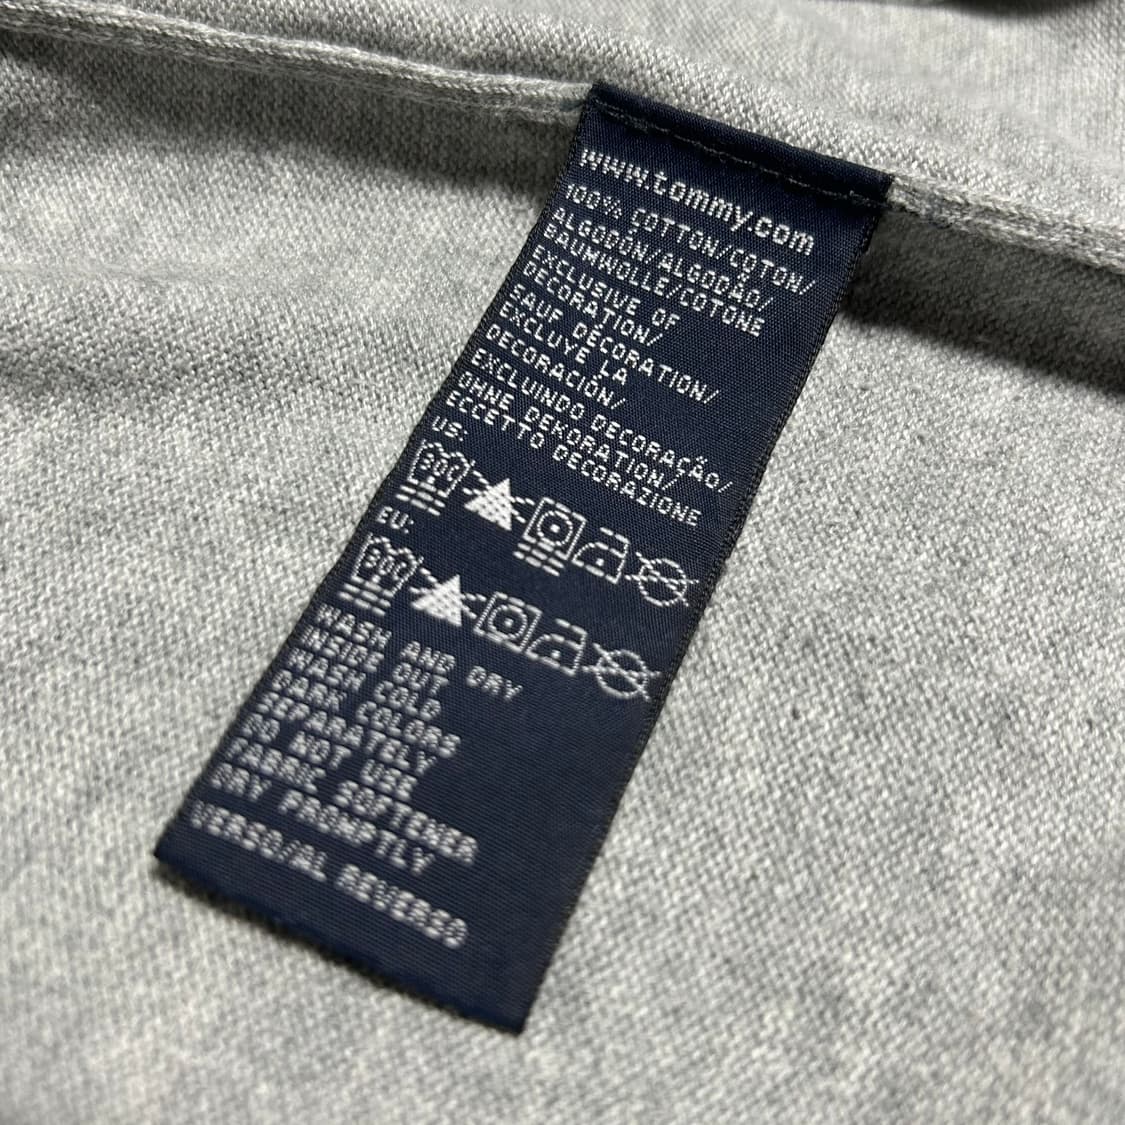 www.tommy.com
100% COTTON/COTON/
ALGODÓN/ALGODÃO/
BAUMWOLLE/COTONE
EXCLUSIVE OF
DECORATION/
SAUF DÉCORATION/
EXCLUYE LA
DECORACIÓN/
EXCLUINDO DECORAÇÃO/
OHNE DEKORATION/
ECCETTO DECORAZIONE
US:
EU:
WASH AND DRY
INSIDE OUT
WASH COLD
DARK COLORS
SEPARATELY
DO NOT USE
FABRIC SOFTENER
DRY PROMPTLY
VERSO/AL REVERSO